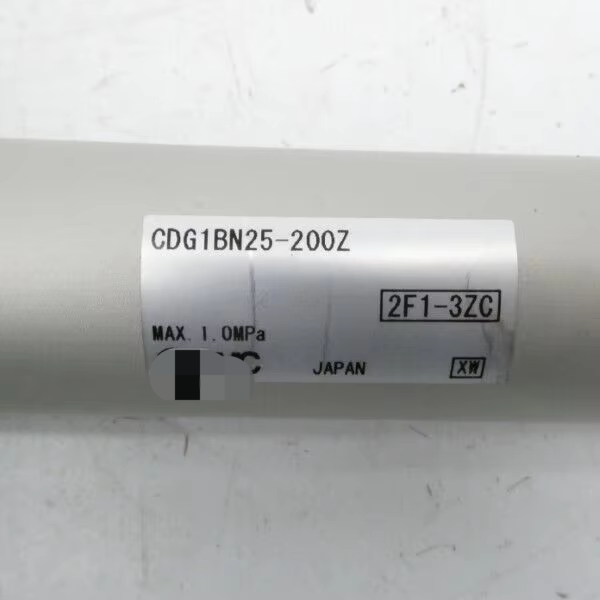 CDG1BN25-200Z
2F1-3ZC
MAX. 1.0MPa
JAPAN
XW